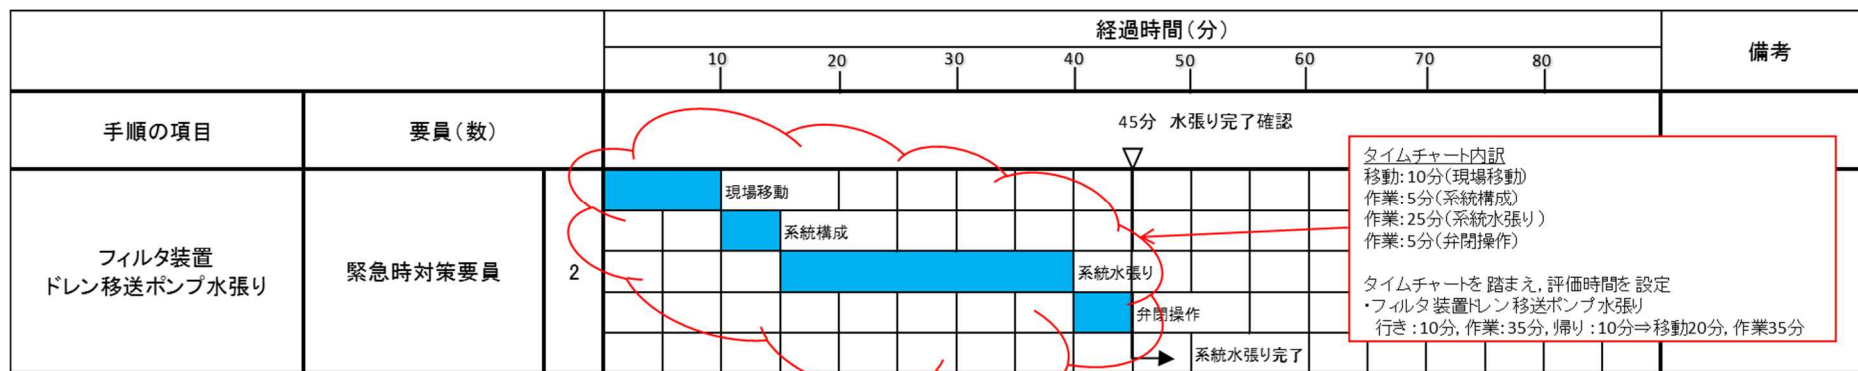 経過時間(分)
備考
10 20 30 40 50 60 70 80
手順の項目
要員(数)
45分 水張り完了確認
フィルタ装置
ドレン移送ポンプ水張り
緊急時対策要員
2
現場移動
系統構成
系統水張り
弁閉操作
系統水張り完了
タイムチャート内訳
移動:10分(現場移動)
作業:5分(系統構成)
作業:25分(系統水張り)
作業:5分(弁閉操作)
タイムチャートを踏まえ,評価時間を設定
・フィルタ装置ドレン移送ポンプ水張り
行き:10分,作業:35分,帰り:10分⇒移動20分,作業35分